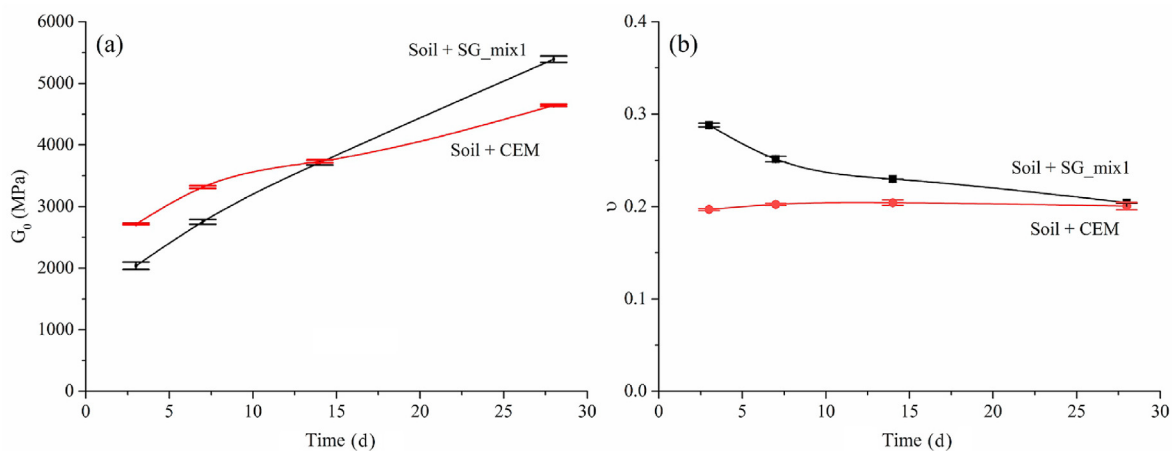 (a)
6000
5000
4000
3000
2000
1000
0
G₀ (MPa)
Soil + SG_mix1
Soil + CEM
0 5 10 15 20 25 30
Time (d)
(b)
0.4
0.3
0.2
0.1
0.0
υ
Soil + SG_mix1
Soil + CEM
0 5 10 15 20 25 30
Time (d)